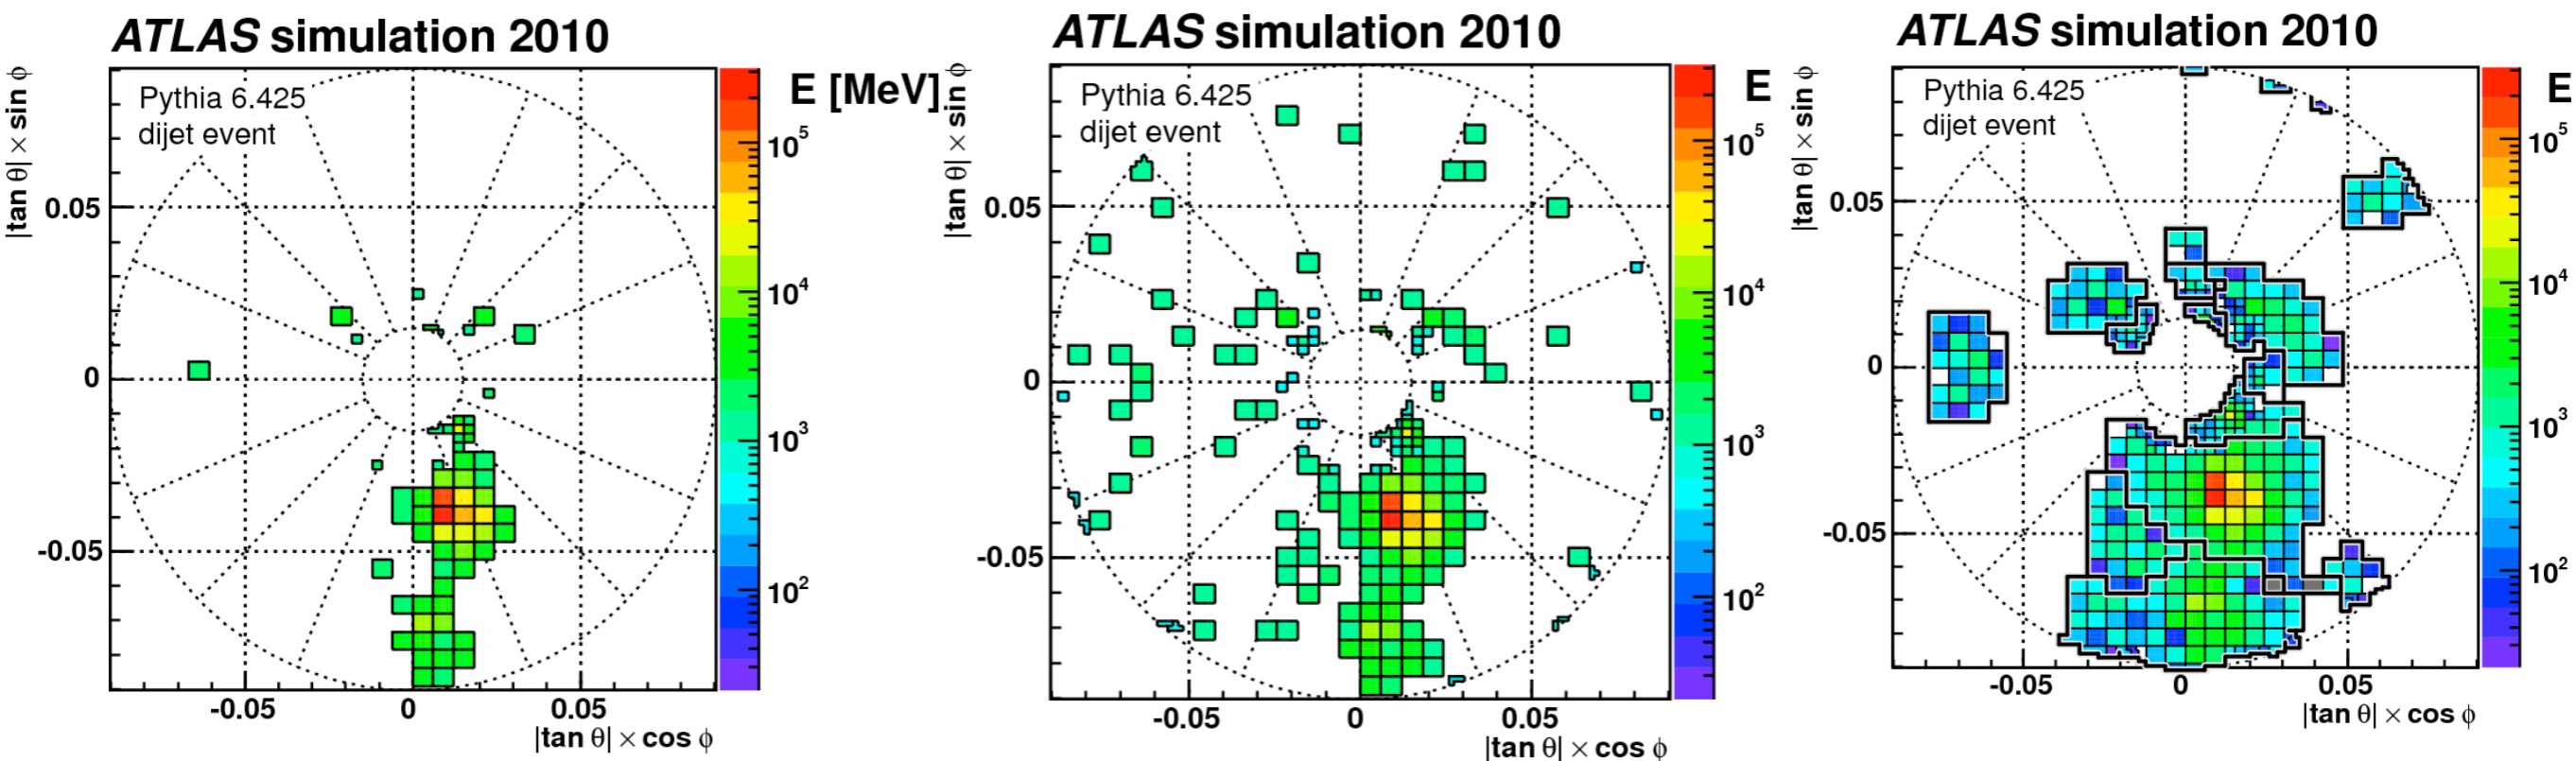 ATLAS simulation 2010
Pythia 6.425
dijet event
E [MeV]
|tan θ| × sin ϕ
0.05
0
-0.05
-0.05
0
0.05
|tan θ| × cos ϕ
10⁵
10⁴
10³
10²
ATLAS simulation 2010
Pythia 6.425
dijet event
E
|tan θ| × sin ϕ
0.05
0
-0.05
-0.05
0
0.05
|tan θ| × cos ϕ
10⁵
10⁴
10³
10²
ATLAS simulation 2010
Pythia 6.425
dijet event
E
|tan θ| × sin ϕ
0.05
0
-0.05
-0.05
0
0.05
|tan θ| × cos ϕ
10⁵
10⁴
10³
10²